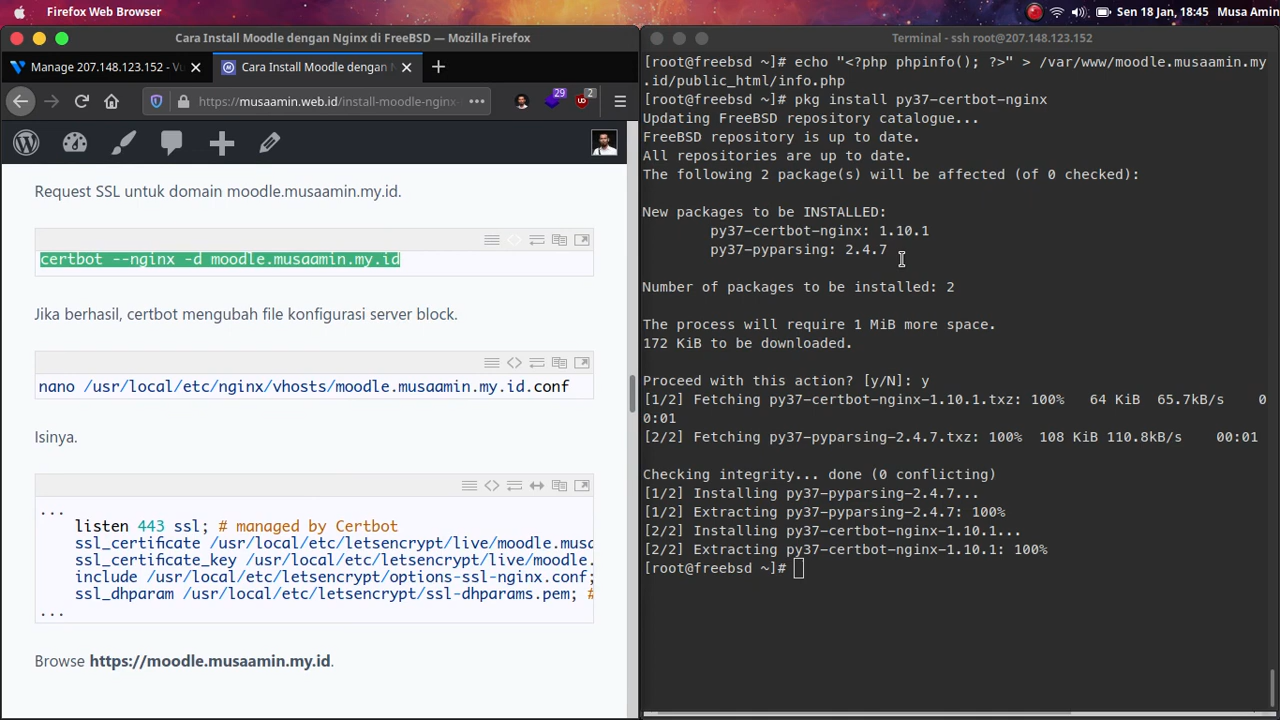 Firefox Web Browser
Sen 18 Jan, 18:45 Musa Amin
Cara Install Moodle dengan Nginx di FreeBSD — Mozilla Firefox
Manage 207.148.123.152 - Vu
Cara Install Moodle dengan N
https://musaamin.web.id/install-moodle-nginx-
29
2
Request SSL untuk domain moodle.musaamin.my.id.
certbot --nginx -d moodle.musaamin.my.id
Jika berhasil, certbot mengubah file konfigurasi server block.
nano /usr/local/etc/nginx/vhosts/moodle.musaamin.my.id.conf
Isinya.
...
listen 443 ssl; # managed by Certbot
ssl_certificate /usr/local/etc/letsencrypt/live/moodle.musa
ssl_certificate_key /usr/local/etc/letsencrypt/live/moodle.
include /usr/local/etc/letsencrypt/options-ssl-nginx.conf;
ssl_dhparam /usr/local/etc/letsencrypt/ssl-dhparams.pem; #
...
Browse https://moodle.musaamin.my.id.
Terminal - ssh root@207.148.123.152
[root@freebsd ~]# echo "<?php phpinfo(); ?>" > /var/www/moodle.musaamin.my
.id/public_html/info.php
[root@freebsd ~]# pkg install py37-certbot-nginx
Updating FreeBSD repository catalogue...
FreeBSD repository is up to date.
All repositories are up to date.
The following 2 package(s) will be affected (of 0 checked):
New packages to be INSTALLED:
py37-certbot-nginx: 1.10.1
py37-pyparsing: 2.4.7
Number of packages to be installed: 2
The process will require 1 MiB more space.
172 KiB to be downloaded.
Proceed with this action? [y/N]: y
[1/2] Fetching py37-certbot-nginx-1.10.1.txz: 100% 64 KiB 65.7kB/s 0
0:01
[2/2] Fetching py37-pyparsing-2.4.7.txz: 100% 108 KiB 110.8kB/s 00:01
Checking integrity... done (0 conflicting)
[1/2] Installing py37-pyparsing-2.4.7...
[1/2] Extracting py37-pyparsing-2.4.7: 100%
[2/2] Installing py37-certbot-nginx-1.10.1...
[2/2] Extracting py37-certbot-nginx-1.10.1: 100%
[root@freebsd ~]#